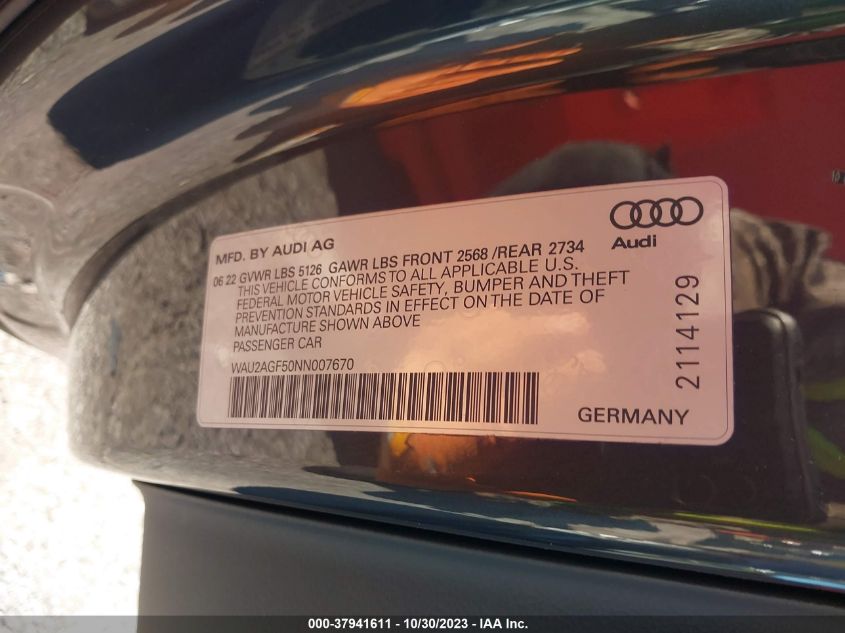 MFD. BY AUDI AG
06 22 GVWR LBS 5126 GAWR LBS FRONT 2568 /REAR 2734
THIS VEHICLE CONFORMS TO ALL APPLICABLE U.S.
FEDERAL MOTOR VEHICLE SAFETY, BUMPER AND THEFT
PREVENTION STANDARDS IN EFFECT ON THE DATE OF
MANUFACTURE SHOWN ABOVE
PASSENGER CAR
WAU2AGF50NN007670
Audi
2114129
GERMANY
000-37941611 - 10/30/2023 - IAA Inc.